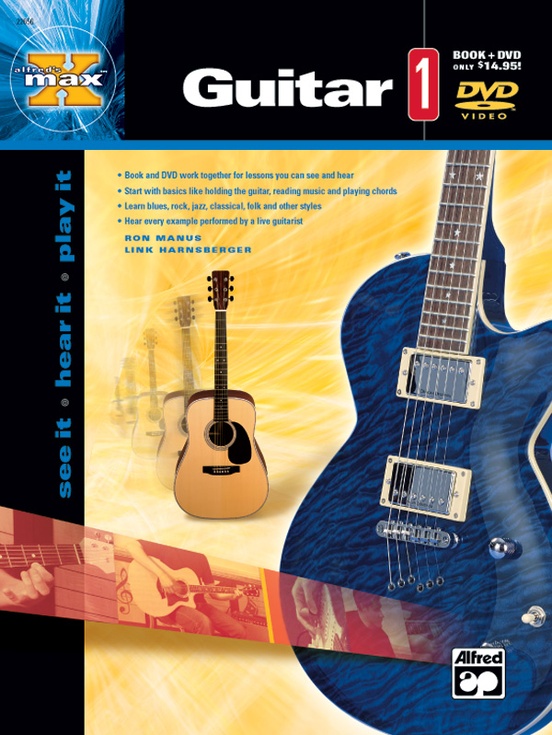 alfred's
max
X
Guitar 1
BOOK + DVD
ONLY $14.95!
DVD
VIDEO
• Book and DVD work together for lessons you can see and hear
• Start with basics like holding the guitar, reading music and playing chords
• Learn blues, rock, jazz, classical, folk and other styles
• Hear every example performed by a live guitarist
RON MANUS
LINK HARNSBERGER
see it • hear it • play it
Alfred